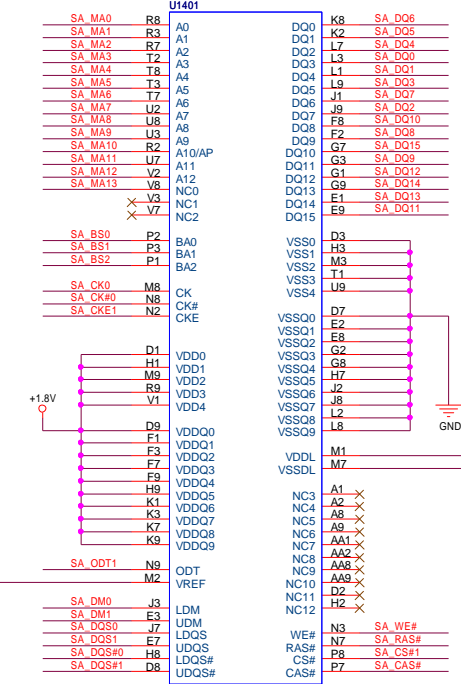 U1401
SA_MA0 R8 A0 DQ0 K8 SA_DQ6
SA_MA1 R3 A1 DQ1 K2 SA_DQ5
SA_MA2 R7 A2 DQ2 L7 SA_DQ4
SA_MA3 T2 A3 DQ3 L3 SA_DQ0
SA_MA4 T8 A4 DQ4 L1 SA_DQ1
SA_MA5 T3 A5 DQ5 L9 SA_DQ3
SA_MA6 T7 A6 DQ6 J1 SA_DQ7
SA_MA7 U2 A7 DQ7 J9 SA_DQ2
SA_MA8 U8 A8 DQ8 F8 SA_DQ10
SA_MA9 U3 A9 DQ9 F2 SA_DQ8
SA_MA10 R2 A10/AP DQ10 G7 SA_DQ15
SA_MA11 U7 A11 DQ11 G3 SA_DQ9
SA_MA12 V2 A12 DQ12 G1 SA_DQ12
SA_MA13 V8 NC0 DQ13 G9 SA_DQ14
V3 NC1 DQ14 E1 SA_DQ13
V7 NC2 DQ15 E9 SA_DQ11
SA_BS0 P2 BA0 VSS0 D3
SA_BS1 P3 BA1 VSS1 H3
SA_BS2 P1 BA2 VSS2 M3
VSS3 T1
SA_CK0 M8 CK VSS4 U9
SA_CK#0 N8 CK#
SA_CKE1 N2 CKE VSSQ0 D7
VSSQ1 E2
VSSQ2 E8
D1 VDD0 VSSQ3 G2
H1 VDD1 VSSQ4 G8
M9 VDD2 VSSQ5 H7
R9 VDD3 VSSQ6 J2
V1 VDD4 VSSQ7 J8
+1.8V
VSSQ8 L2
D9 VDDQ0 VSSQ9 L8
GND
F1 VDDQ1
F3 VDDQ2 VDDL M1
F7 VDDQ3 VSSDL M7
F9 VDDQ4
H9 VDDQ5 NC3 A1
K1 VDDQ6 NC4 A2
K3 VDDQ7 NC5 A8
K7 VDDQ8 NC6 A9
K9 VDDQ9 NC7 AA1
NC8 AA2
SA_ODT1 N9 ODT NC9 AA8
M2 VREF NC10 AA9
NC11 D2
SA_DM0 J3 LDM NC12 H2
SA_DM1 E3 UDM
SA_DQS0 J7 LDQS WE# N3 SA_WE#
SA_DQS1 E7 UDQS RAS# N7 SA_RAS#
SA_DQS#0 H8 LDQS# CS# P8 SA_CS#1
SA_DQS#1 D8 UDQS# CAS# P7 SA_CAS#